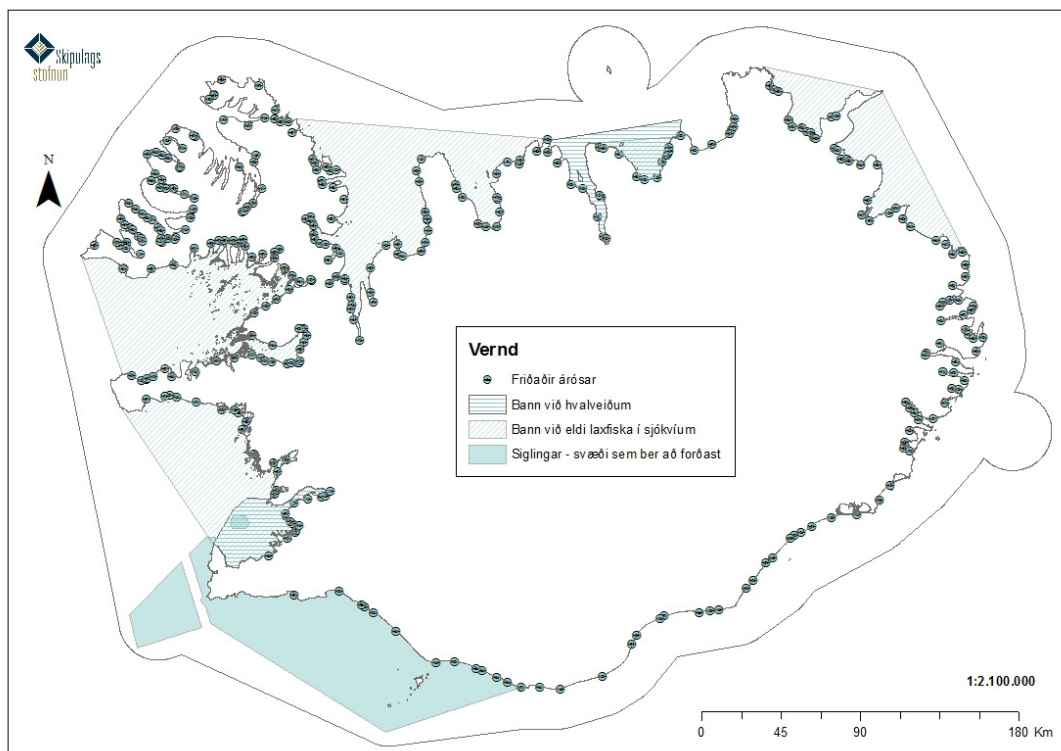 Skipulags
stofnun
N
Vernd
Friðaðir árósar
Bann við hvalveiðum
Bann við eldi laxfiska í sjókvíum
Siglingar - svæði sem ber að forðast
1:2.100.000
0 45 90 180 Km